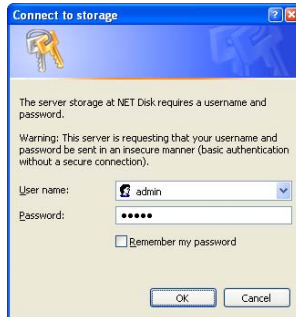 Connect to storage
The server storage at NET Disk requires a username and
password.
Warning: This server is requesting that your username and
password be sent in an insecure manner (basic authentication
without a secure connection).
User name:
admin
Password:
•••••
Remember my password
OK
Cancel